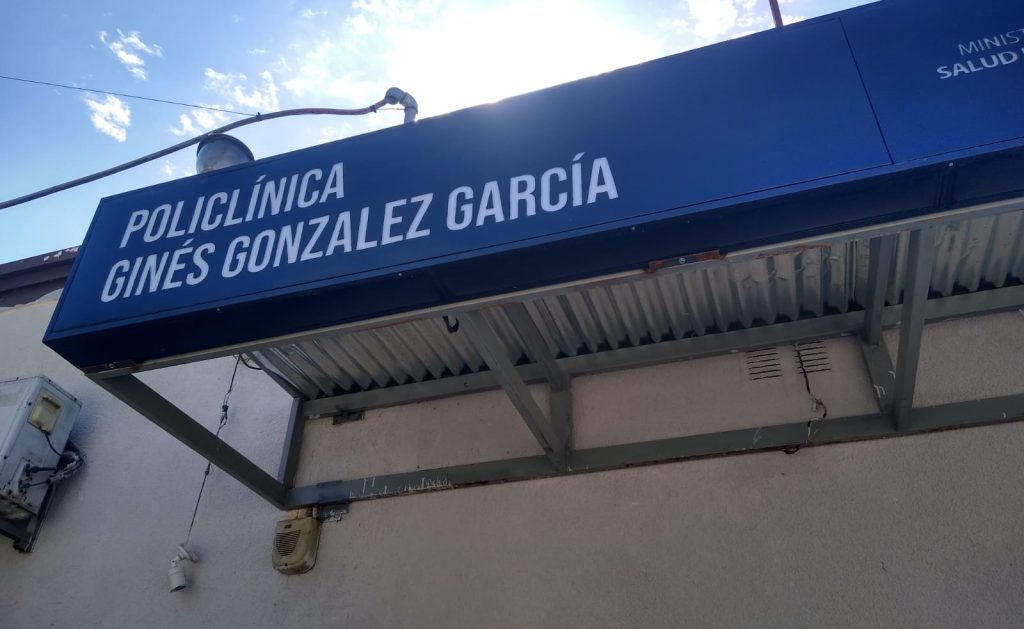 POLICLÍNICA
GINÉS GONZALEZ GARCÍA
SALUD